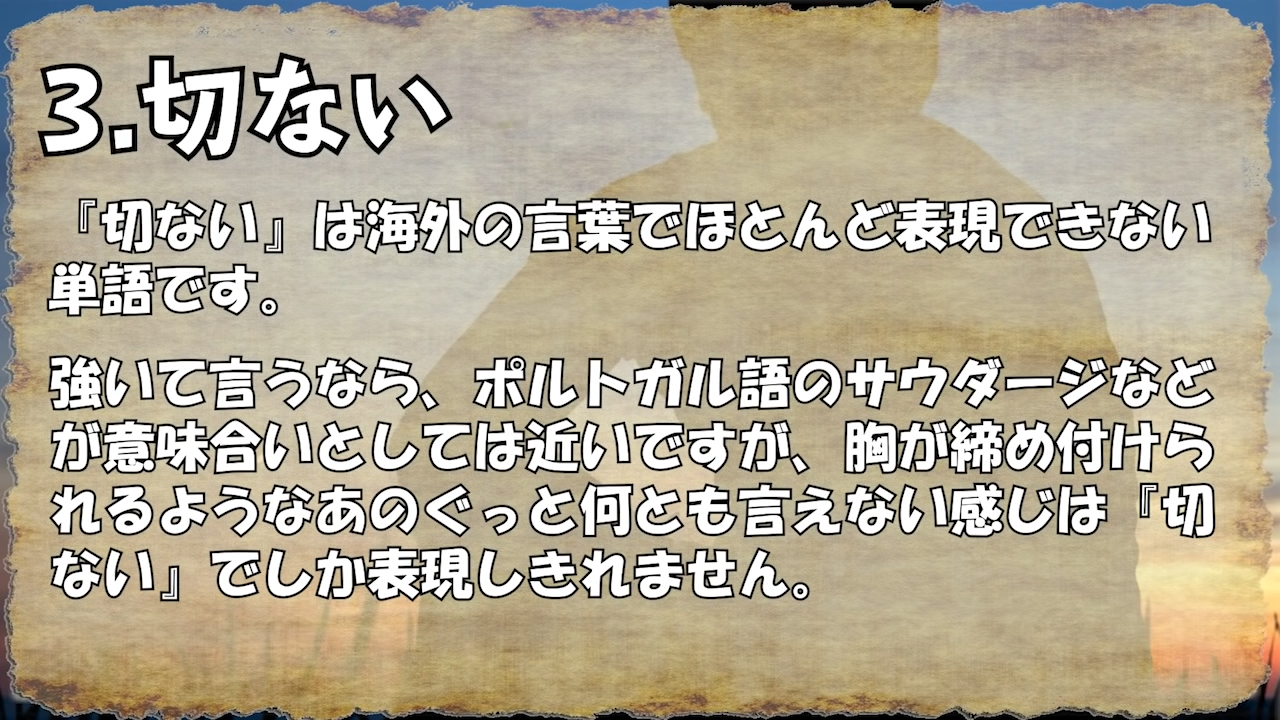 3.切ない
『切ない』は海外の言葉でほとんど表現できない
単語です。
強いて言うなら、ポルトガル語のサウダージなど
が意味合いとしては近いですが、胸が締め付けら
れるようなあのぐっと何とも言えない感じは『切
ない』でしか表現しきれません。